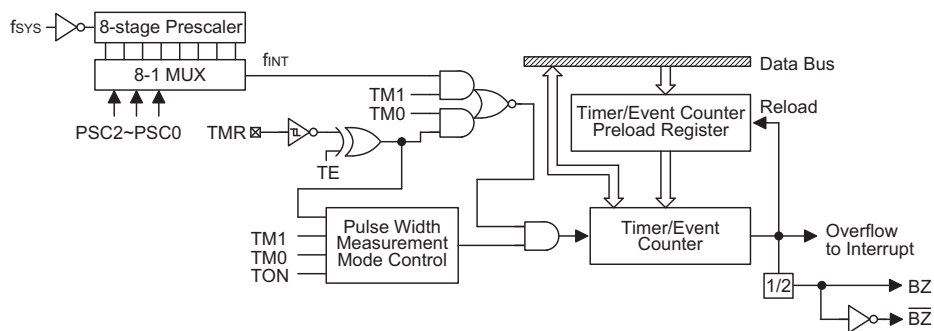 fSYS
8-stage Prescaler
8-1 MUX
fINT
PSC2~PSC0
TM1
TM0
TMR
TE
Data Bus
Timer/Event Counter
Preload Register
Reload
TM1
TM0
TON
Pulse Width
Measurement
Mode Control
Timer/Event
Counter
Overflow
to Interrupt
1/2
BZ
B̅Z̅